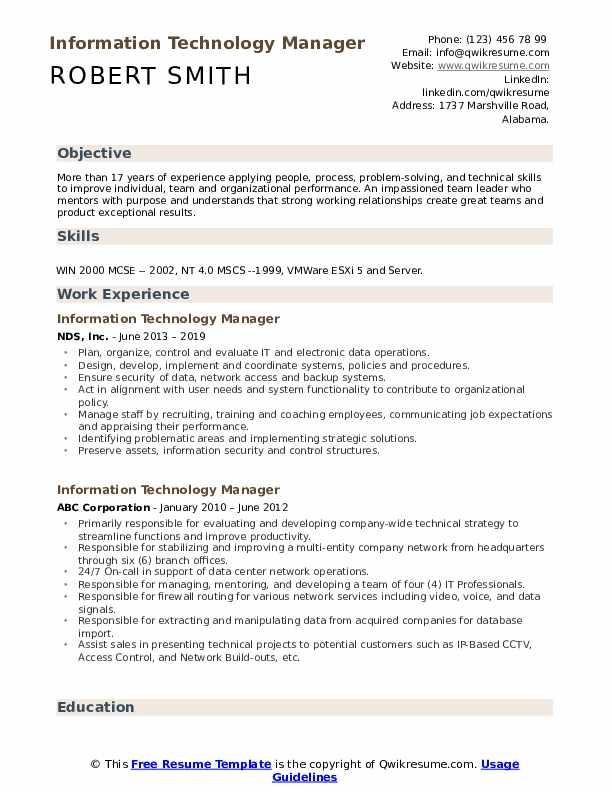 Information Technology Manager
ROBERT SMITH
Phone: (123) 456 78 99
Email: info@qwikresume.com
Website: www.qwikresume.com
LinkedIn:
linkedin.com/qwikresume
Address: 1737 Marshville Road,
Alabama.
Objective
More than 17 years of experience applying people, process, problem-solving, and technical skills
to improve individual, team and organizational performance. An impassioned team leader who
mentors with purpose and understands that strong working relationships create great teams and
product exceptional results.
Skills
WIN 2000 MCSE -- 2002, NT 4.0 MSCS --1999, VMWare ESXi 5 and Server.
Work Experience
Information Technology Manager
NDS, Inc. - June 2013 – 2019
• Plan, organize, control and evaluate IT and electronic data operations.
• Design, develop, implement and coordinate systems, policies and procedures.
• Ensure security of data, network access and backup systems.
• Act in alignment with user needs and system functionality to contribute to organizational
policy.
• Manage staff by recruiting, training and coaching employees, communicating job expectations
and appraising their performance.
• Identifying problematic areas and implementing strategic solutions.
• Preserve assets, information security and control structures.
Information Technology Manager
ABC Corporation - January 2010 – June 2012
• Primarily responsible for evaluating and developing company-wide technical strategy to
streamline functions and improve productivity.
• Responsible for stabilizing and improving a multi-entity company network from headquarters
through six (6) branch offices.
• 24/7 On-call in support of data center network operations.
• Responsible for managing, mentoring, and developing a team of four (4) IT Professionals.
• Responsible for firewall routing for various network services including video, voice, and data
signals.
• Responsible for extracting and manipulating data from acquired companies for database
import.
• Assist sales in presenting technical projects to potential customers such as IP-Based CCTV,
Access Control, and Network Build-outs, etc.
Education
© This Free Resume Template is the copyright of Qwikresume.com. Usage
Guidelines